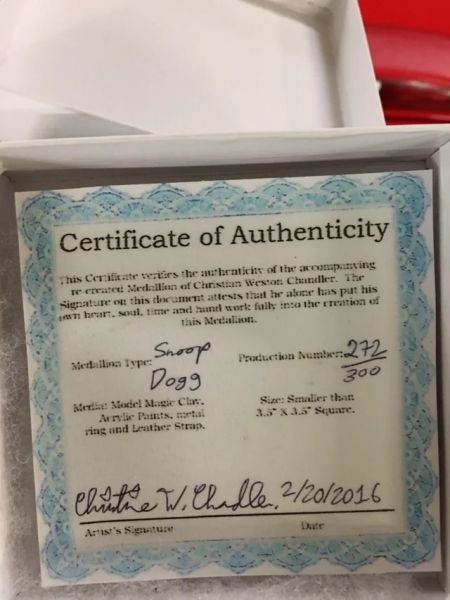 Certificate of Authenticity
This Certificate verifies the authenticity of the accompanying
re-created Medallion of Christian Weston Chandler. The
Signature on this document attests that he alone has put his
own heart, soul, time and hand work fully into the creation of
this Medallion.
Medallion Type: Snoop
Dogg
Production Number: 272/300
Media: Model Magic Clay,
Acrylic Paints, metal
ring and Leather Strap.
Size: Smaller than
3.5" X 3.5" Square.
Christine W. Chandler, 2/20/2016
Artist's Signature Date